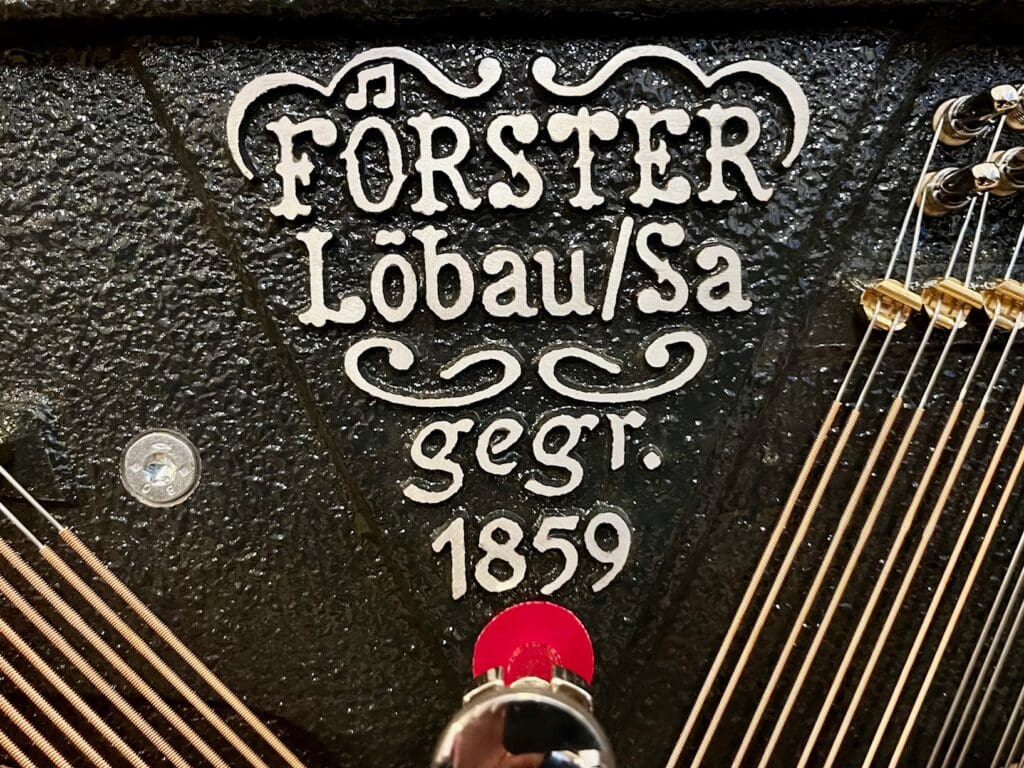 FÖRSTER
Löbau/Sa
gegr.
1859